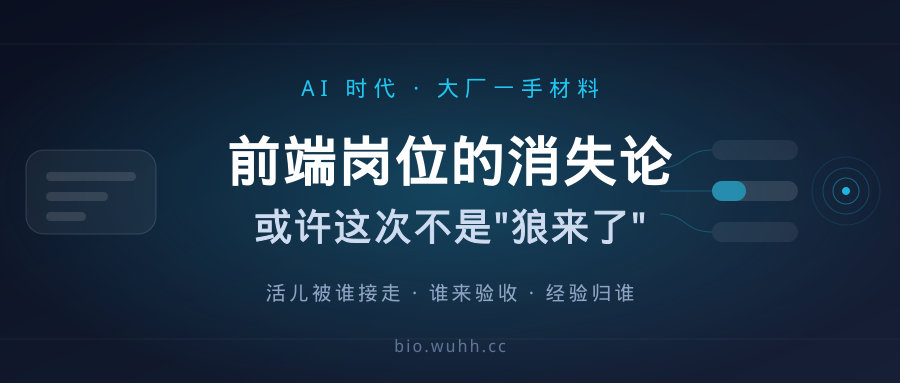 AI 时代 · 大厂一手材料
前端岗位的消失论
或许这次不是"狼来了"
活儿被谁接走 · 谁来验收 · 经验归谁
bio.wuhh.cc